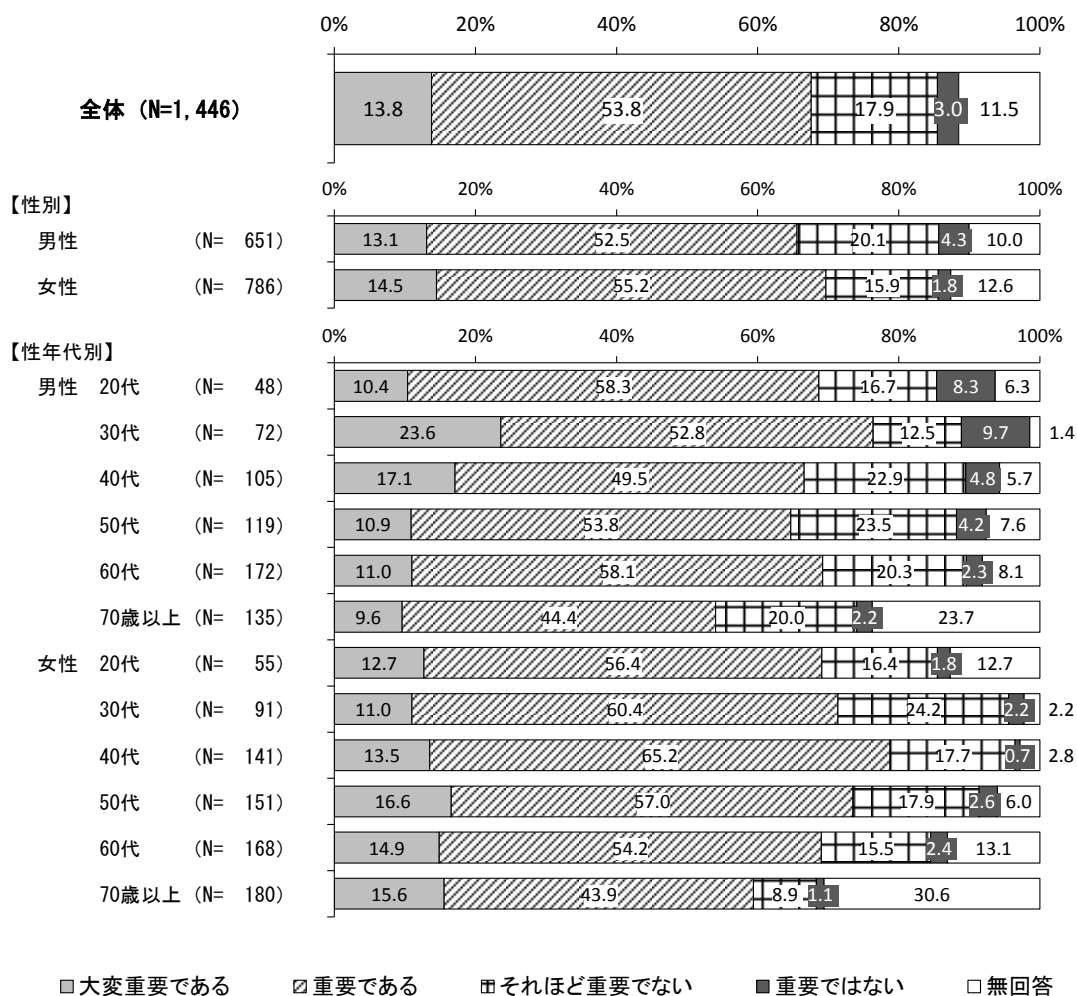 0% 20% 40% 60% 80% 100%
全体 (N=1,446) 13.8 53.8 17.9 3.0 11.5
0% 20% 40% 60% 80% 100%
【性別】
男性 (N= 651) 13.1 52.5 20.1 4.3 10.0
女性 (N= 786) 14.5 55.2 15.9 1.8 12.6
0% 20% 40% 60% 80% 100%
【性年代別】
男性 20代 (N= 48) 10.4 58.3 16.7 8.3 6.3
30代 (N= 72) 23.6 52.8 12.5 9.7 1.4
40代 (N= 105) 17.1 49.5 22.9 4.8 5.7
50代 (N= 119) 10.9 53.8 23.5 4.2 7.6
60代 (N= 172) 11.0 58.1 20.3 2.3 8.1
70歳以上 (N= 135) 9.6 44.4 20.0 2.2 23.7
女性 20代 (N= 55) 12.7 56.4 16.4 1.8 12.7
30代 (N= 91) 11.0 60.4 24.2 2.2 2.2
40代 (N= 141) 13.5 65.2 17.7 0.7 2.8
50代 (N= 151) 16.6 57.0 17.9 2.6 6.0
60代 (N= 168) 14.9 54.2 15.5 2.4 13.1
70歳以上 (N= 180) 15.6 43.9 8.9 1.1 30.6
大変重要である 重要である それほど重要でない 重要ではない 無回答